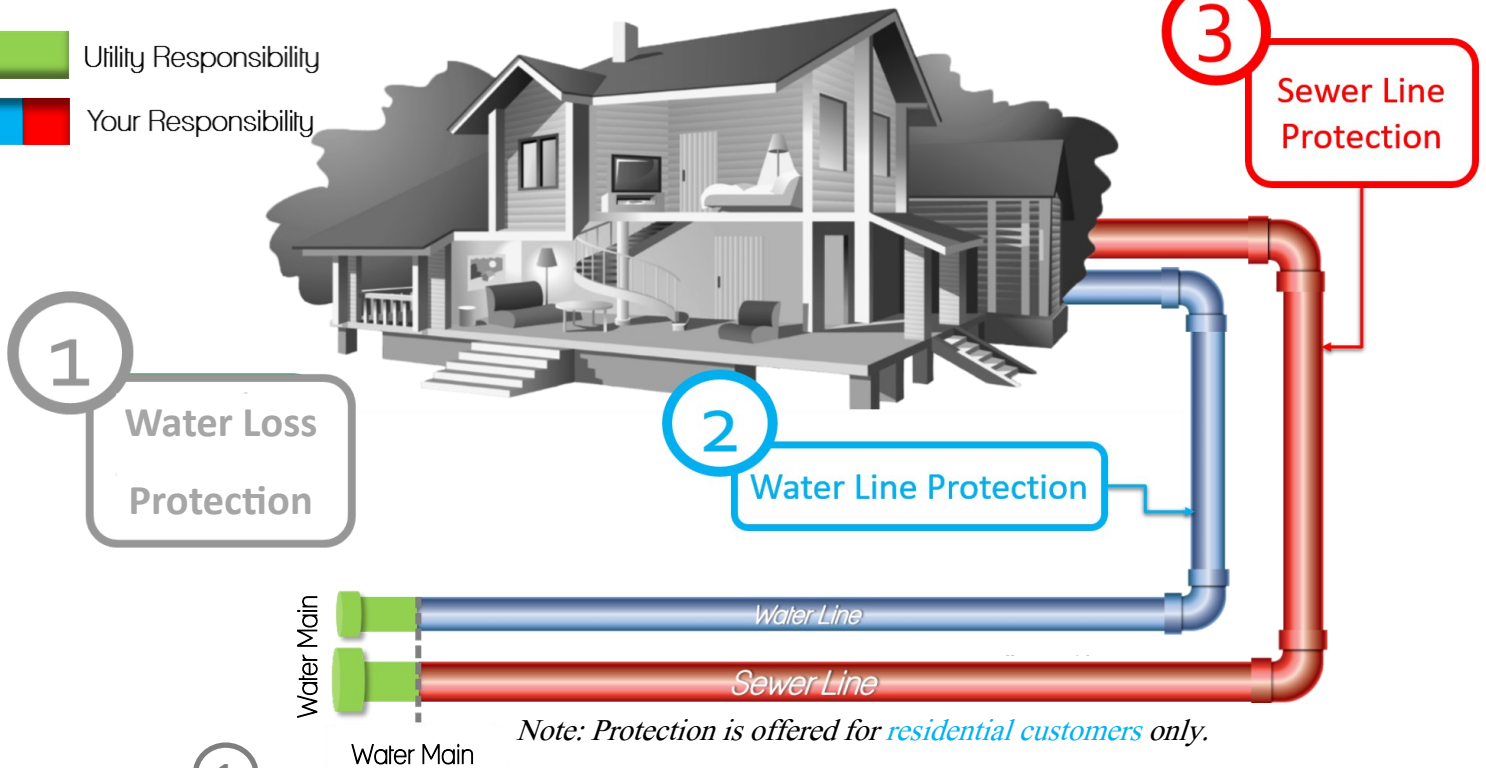 Utility Responsibility
Your Responsibility
3
Sewer Line
Protection
1
Water Loss
Protection
2
Water Line Protection
Water Main
Water Line
Sewer Line
Note: Protection is offered for residential customers only.
Water Main